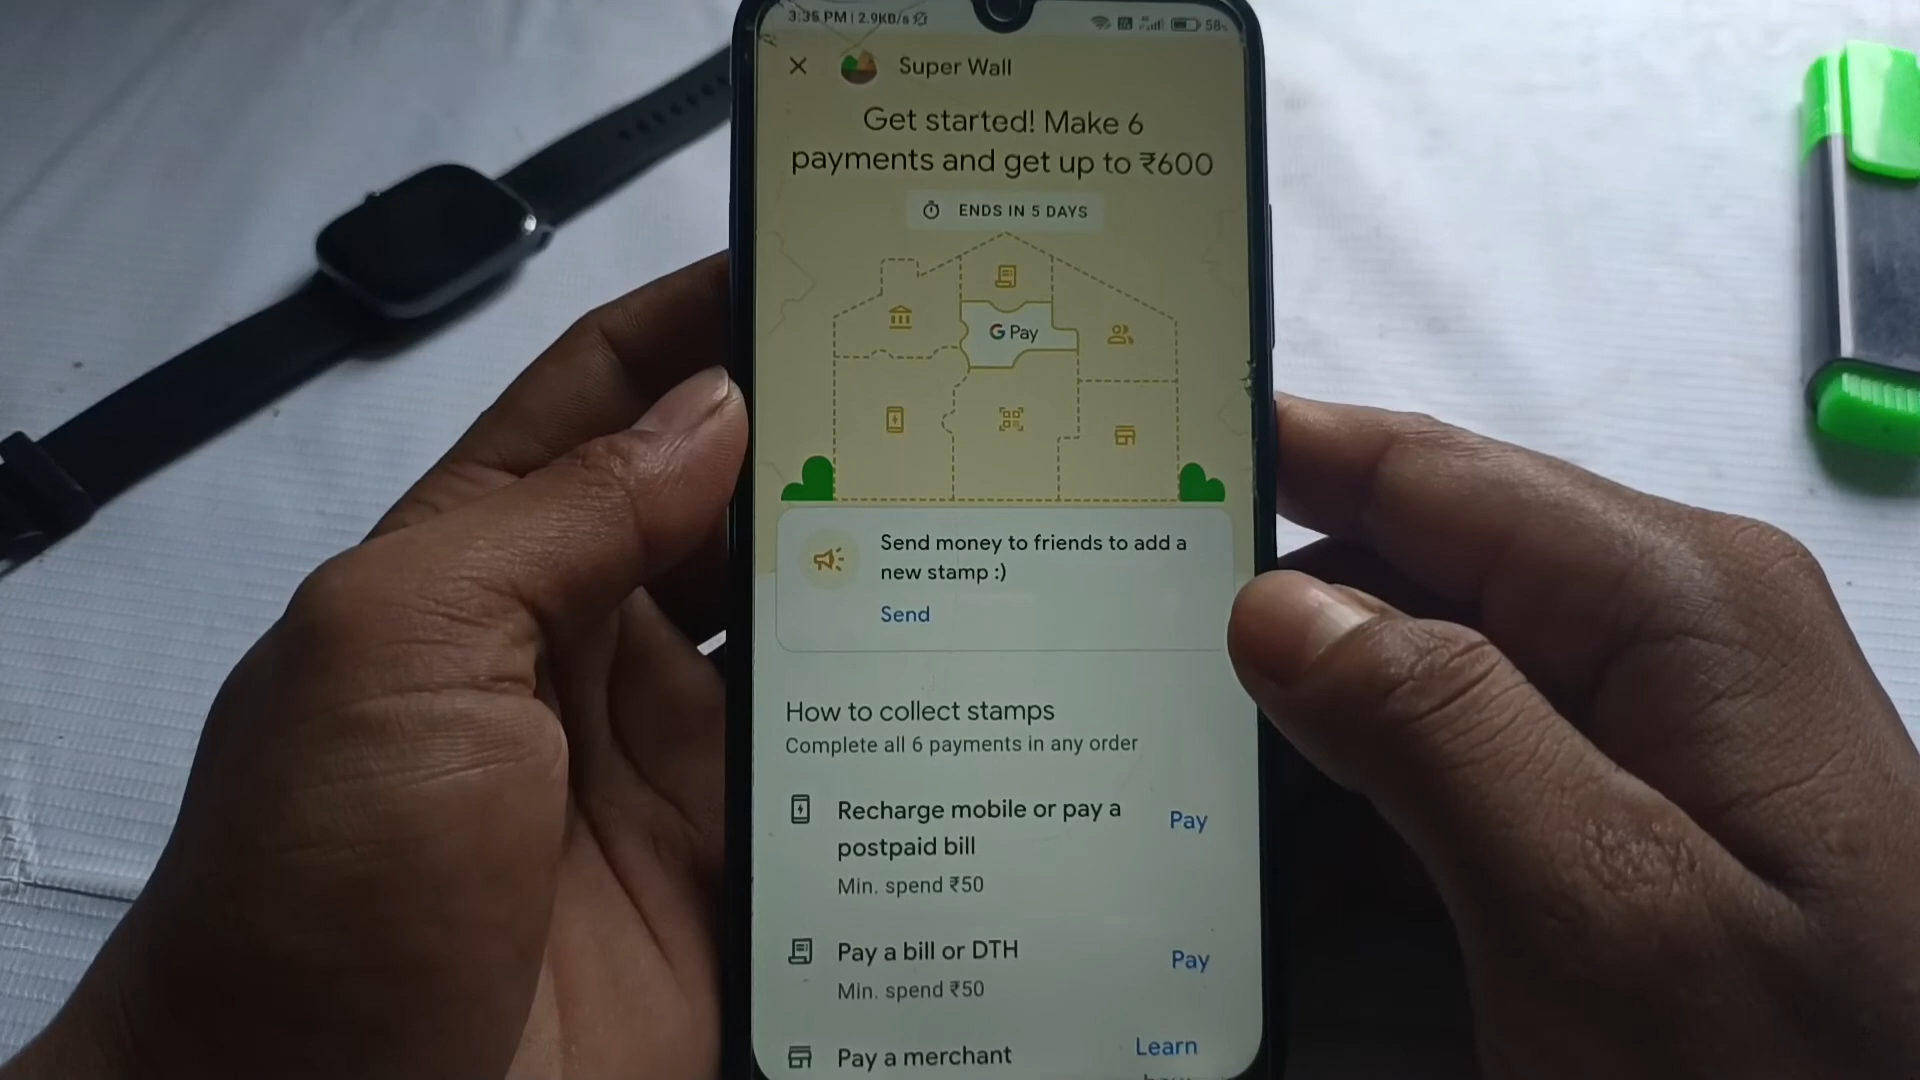 3:35 PM | 2.9KB/s
58
Super Wall
Get started! Make 6
payments and get up to ₹600
ENDS IN 5 DAYS
G Pay
Send money to friends to add a
new stamp :)
Send
How to collect stamps
Complete all 6 payments in any order
Recharge mobile or pay a
postpaid bill
Pay
Min. spend ₹50
Pay a bill or DTH
Pay
Min. spend ₹50
Pay a merchant
Learn